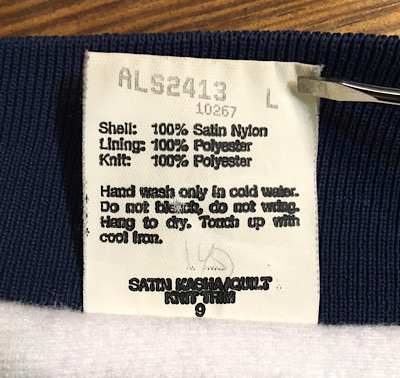 ALS2413 L
10267
Shell: 100% Satin Nylon
Lining: 100% Polyester
Knit: 100% Polyester
Hand wash only in cold water.
Do not bleach, do not wring.
Hang to dry. Touch up with
cool iron.
SATIN KASHA/QUILT
KNIT TRIM
9